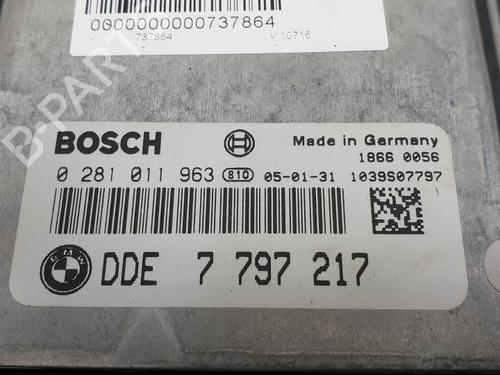 0000000000737864
737864 V:10716
B-PARTS
BOSCH
Made in Germany
1866 0056
0 281 011 963 810 05-01-31 1039S07797
BMW
DDE 7 797 217